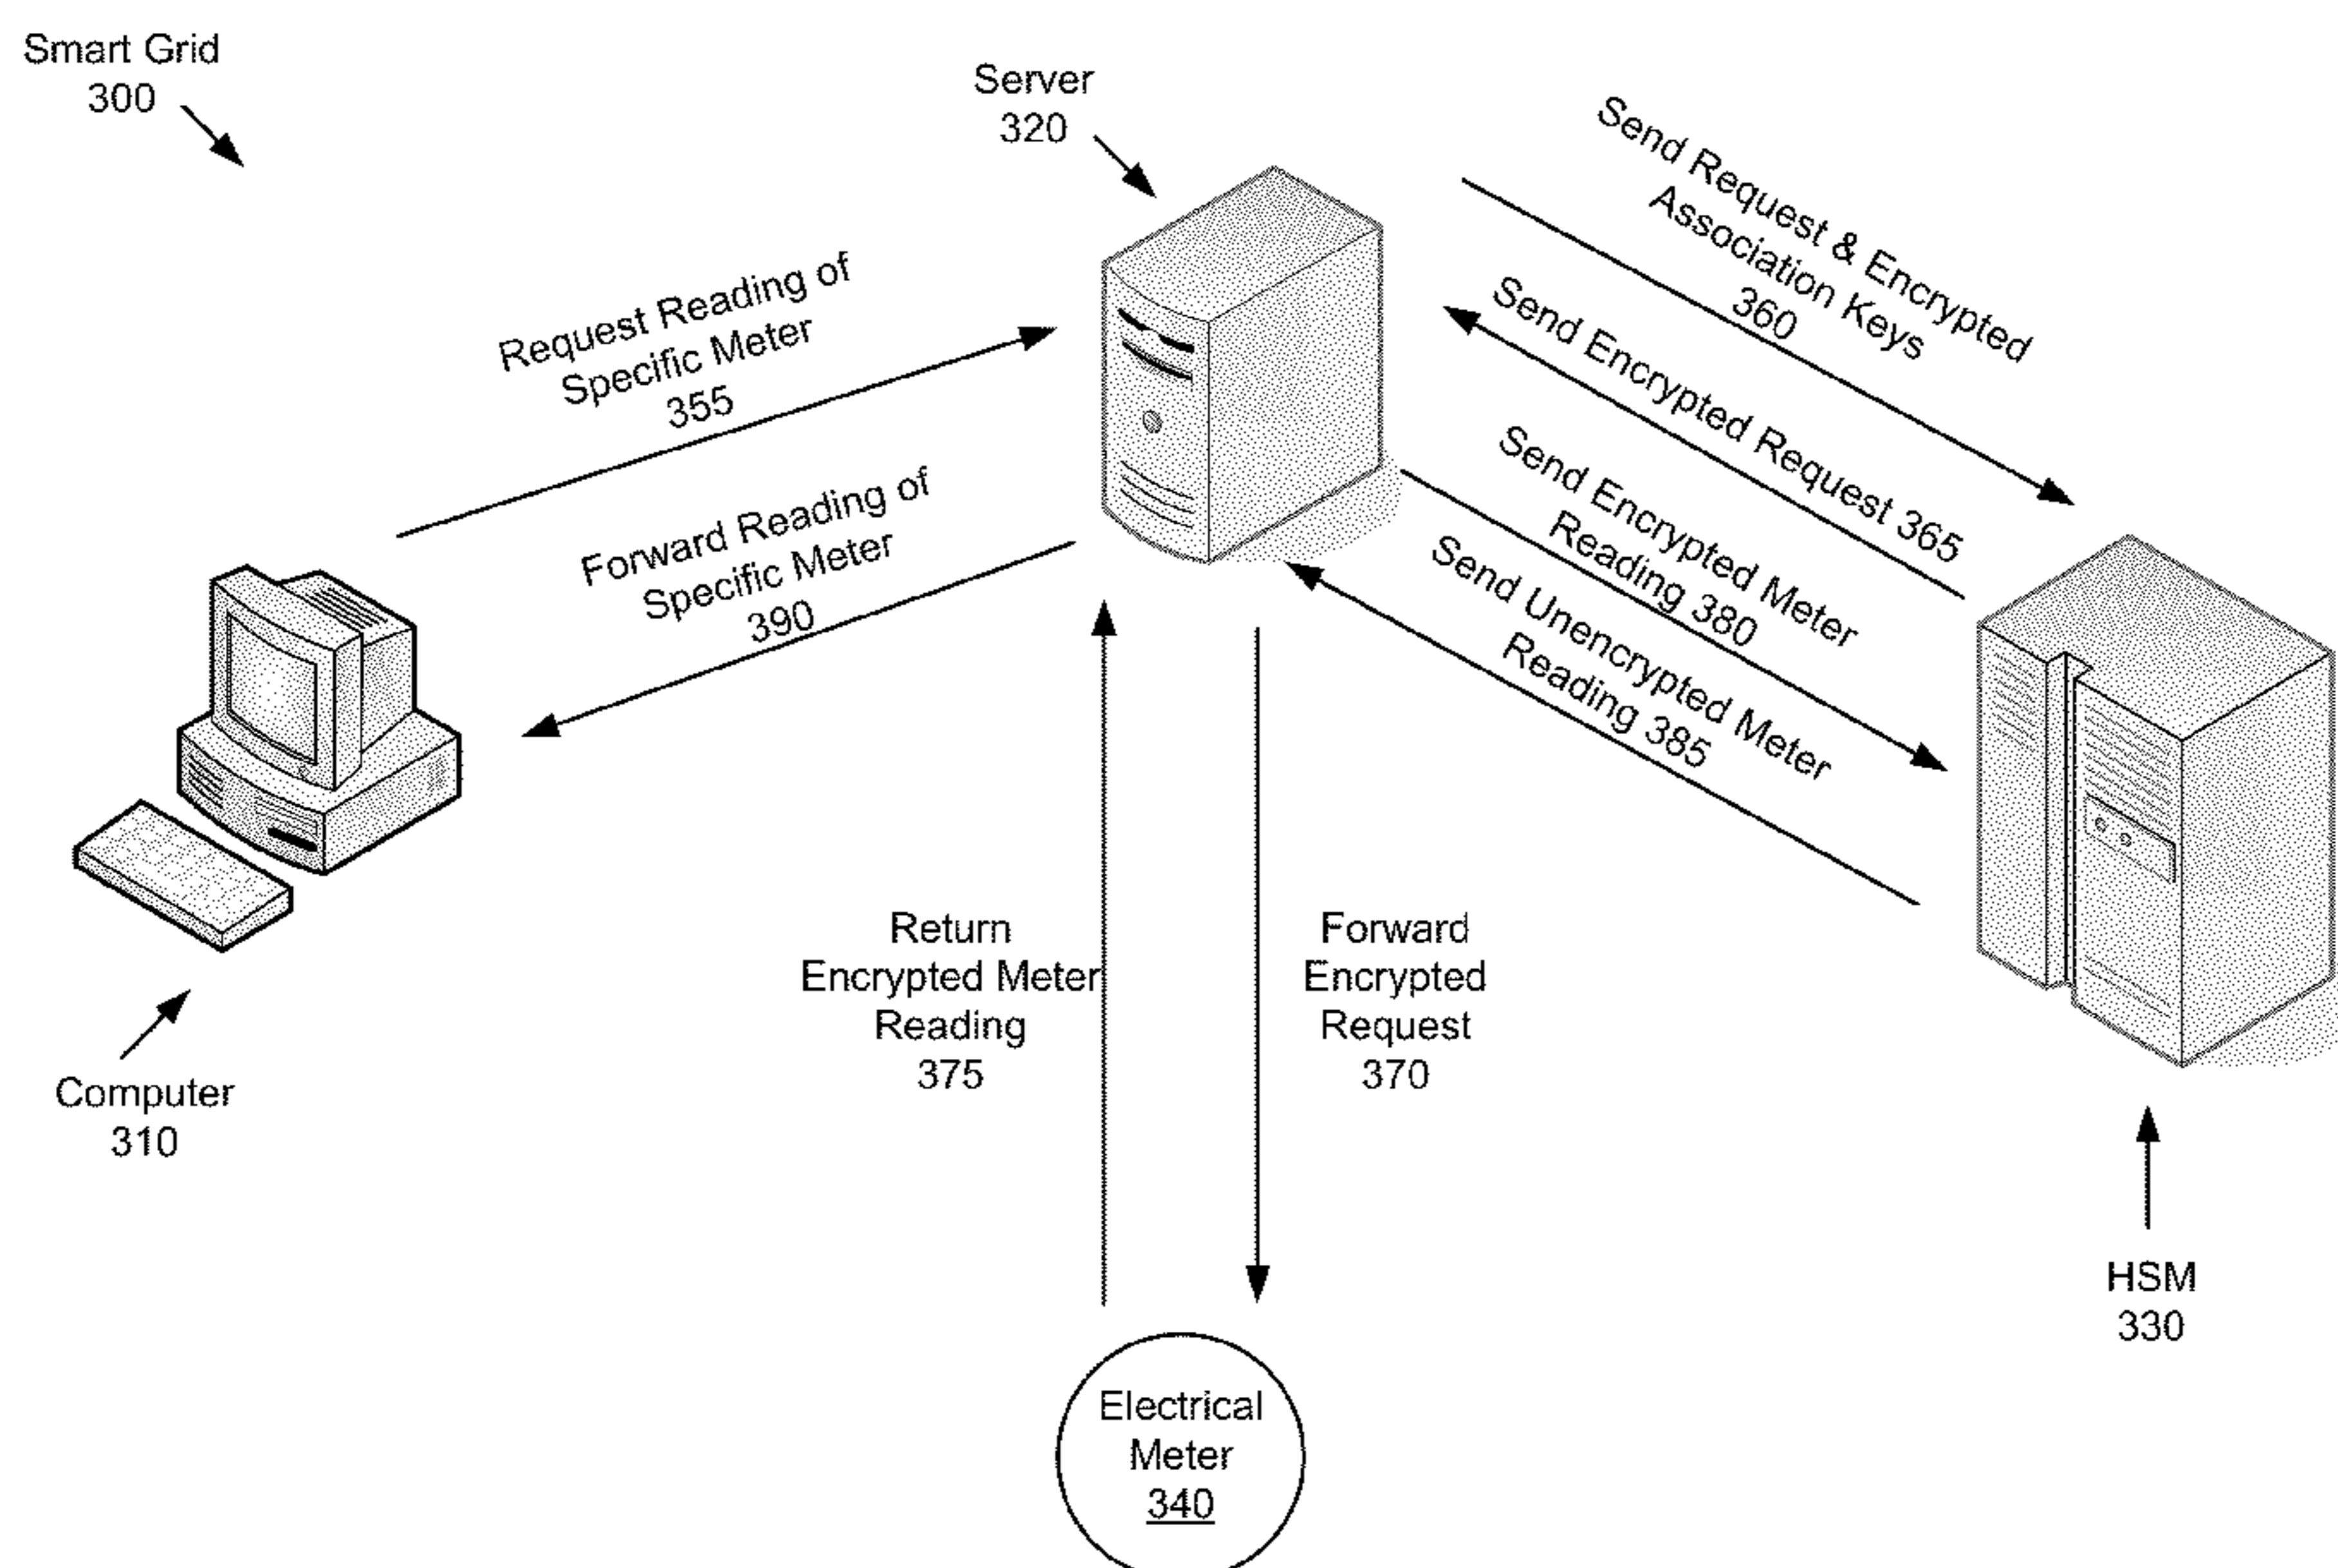 Smart Grid
300
Server
320
Send Request & Encrypted
Association Keys
360
Request Reading of
Specific Meter
355
Send Encrypted Request 365
Forward Reading of
Specific Meter
390
Send Encrypted Meter
Reading 380
Send Unencrypted Meter
Reading 385
Return
Encrypted Meter
Reading
375
Forward
Encrypted
Request
370
Computer
310
HSM
330
Electrical
Meter
340